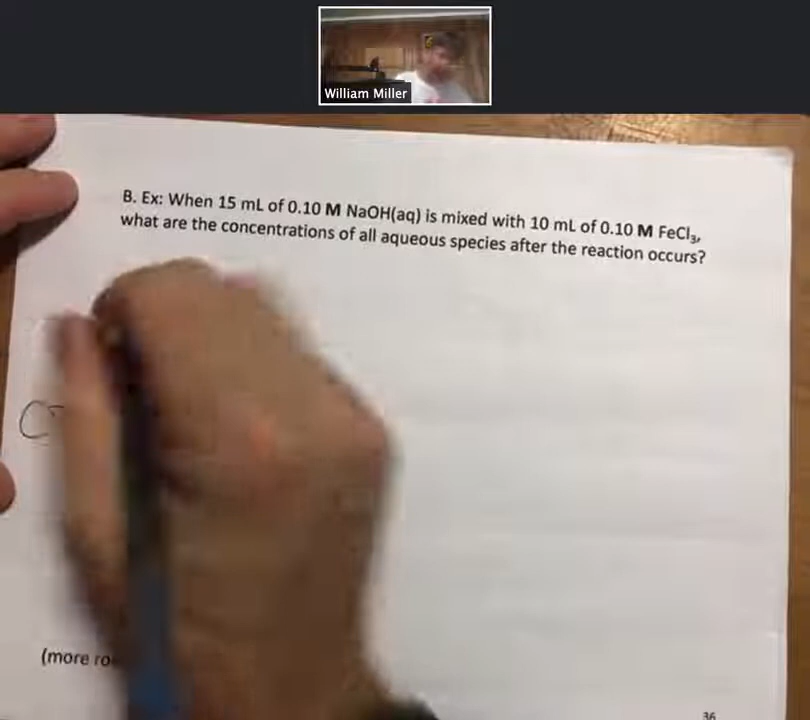 William Miller
B. Ex: When 15 mL of 0.10 M NaOH(aq) is mixed with 10 mL of 0.10 M FeCl₃,
what are the concentrations of all aqueous species after the reaction occurs?
(more
36